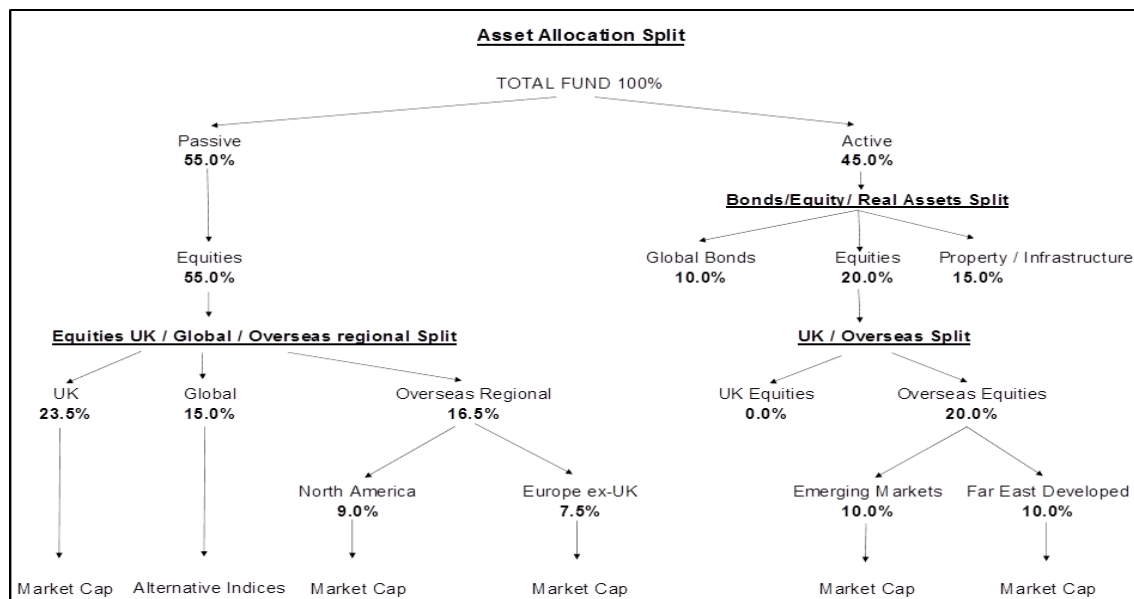 Asset Allocation Split
TOTAL FUND 100%
Passive
55.0%
Active
45.0%
Bonds/Equity/ Real Assets Split
Equities
55.0%
Global Bonds
10.0%
Equities
20.0%
Property / Infrastructure
15.0%
Equities UK / Global / Overseas regional Split
UK / Overseas Split
UK
23.5%
Global
15.0%
Overseas Regional
16.5%
UK Equities
0.0%
Overseas Equities
20.0%
North America
9.0%
Europe ex-UK
7.5%
Emerging Markets
10.0%
Far East Developed
10.0%
Market Cap
Alternative Indices
Market Cap
Market Cap
Market Cap
Market Cap